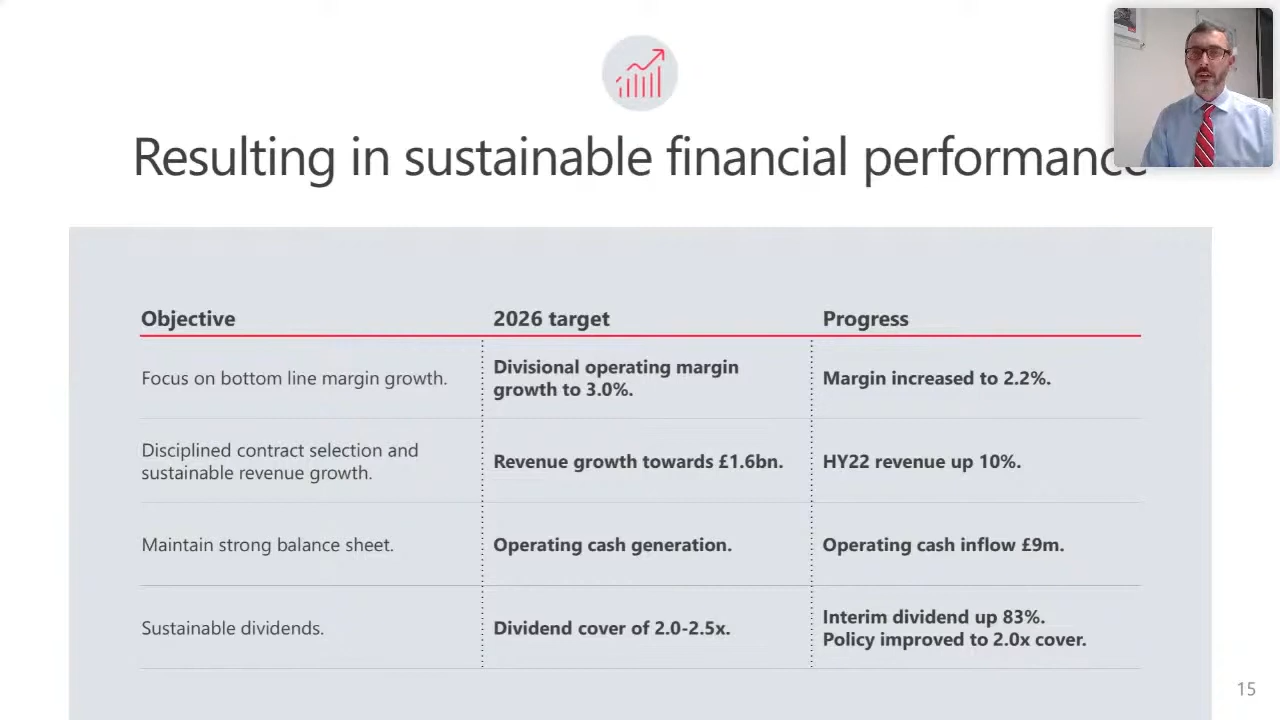 Resulting in sustainable financial performance
Objective
2026 target
Progress
Focus on bottom line margin growth.
Divisional operating margin
growth to 3.0%.
Margin increased to 2.2%.
Disciplined contract selection and
sustainable revenue growth.
Revenue growth towards £1.6bn.
HY22 revenue up 10%.
Maintain strong balance sheet.
Operating cash generation.
Operating cash inflow £9m.
Sustainable dividends.
Dividend cover of 2.0-2.5x.
Interim dividend up 83%.
Policy improved to 2.0x cover.
15